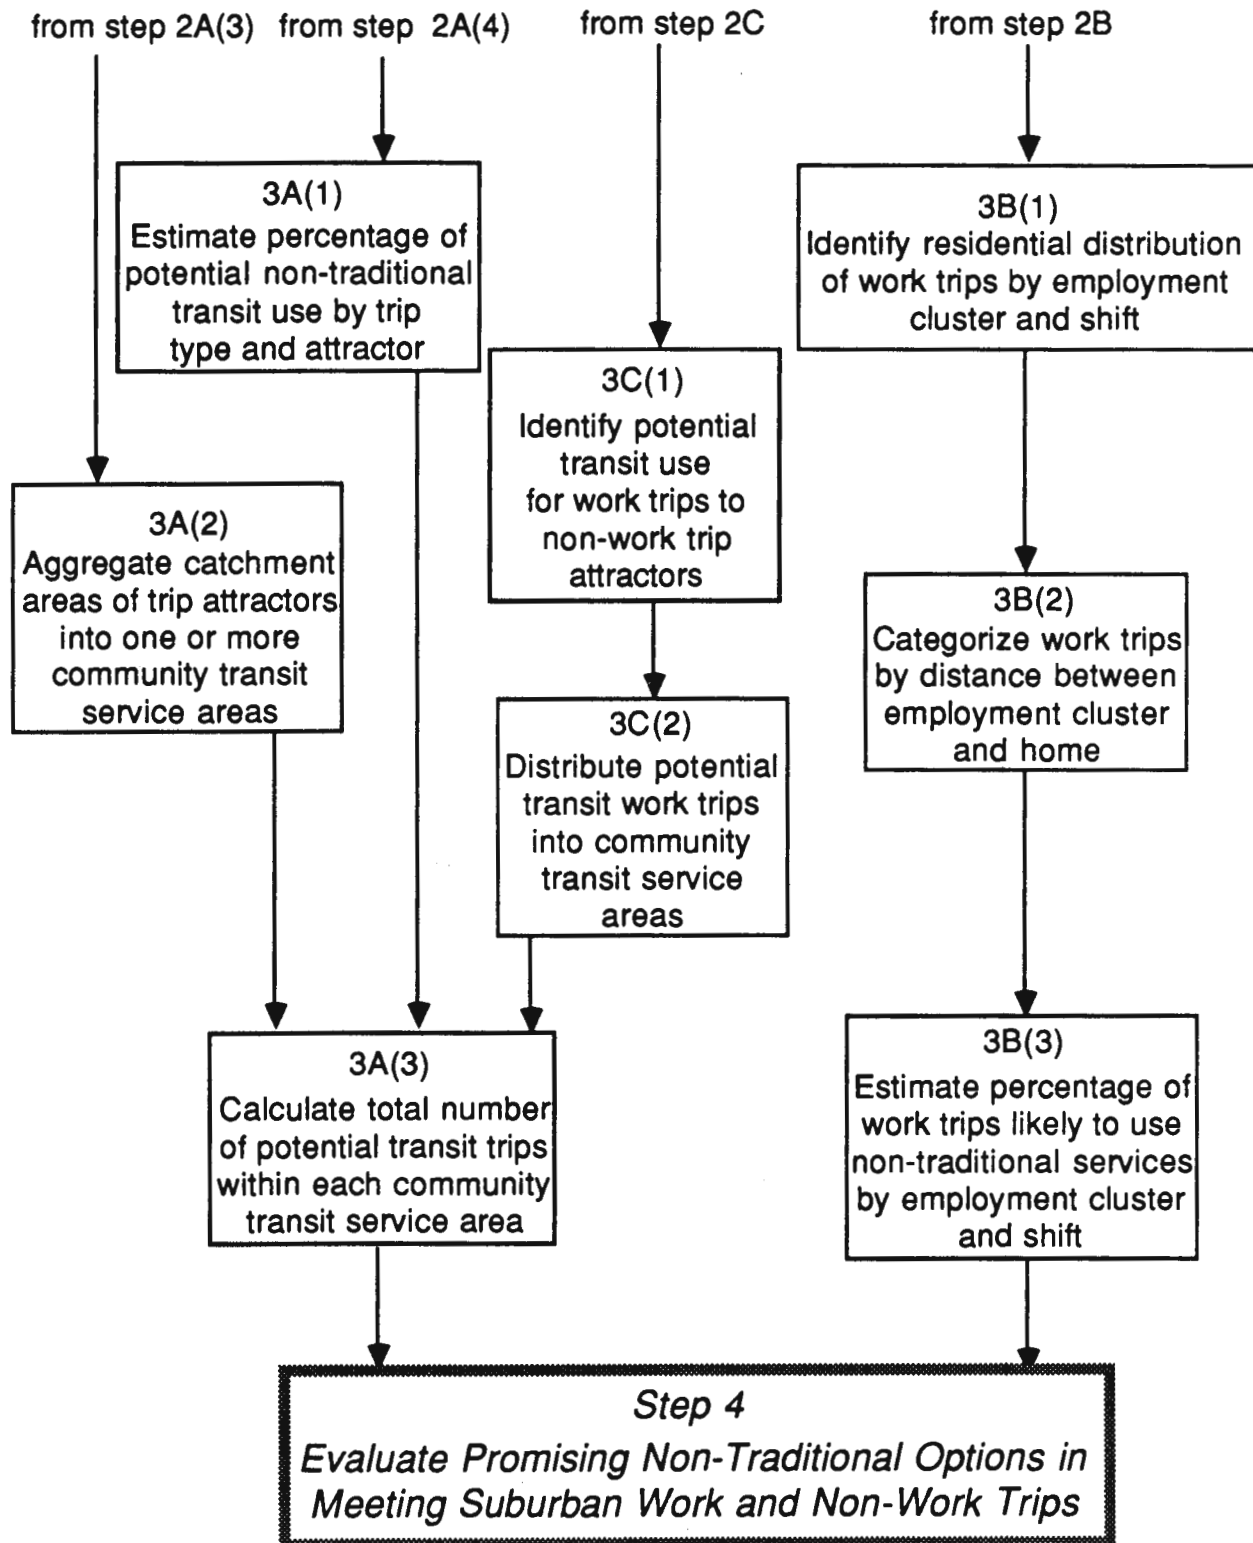 from step 2A(3)
from step 2A(4)
from step 2C
from step 2B
3A(1)
Estimate percentage of
potential non-traditional
transit use by trip
type and attractor
3B(1)
Identify residential distribution
of work trips by employment
cluster and shift
3C(1)
Identify potential
transit use
for work trips to
non-work trip
attractors
3A(2)
Aggregate catchment
areas of trip attractors
into one or more
community transit
service areas
3B(2)
Categorize work trips
by distance between
employment cluster
and home
3C(2)
Distribute potential
transit work trips
into community
transit service
areas
3A(3)
Calculate total number
of potential transit trips
within each community
transit service area
3B(3)
Estimate percentage of
work trips likely to use
non-traditional services
by employment cluster
and shift
Step 4
Evaluate Promising Non-Traditional Options in
Meeting Suburban Work and Non-Work Trips